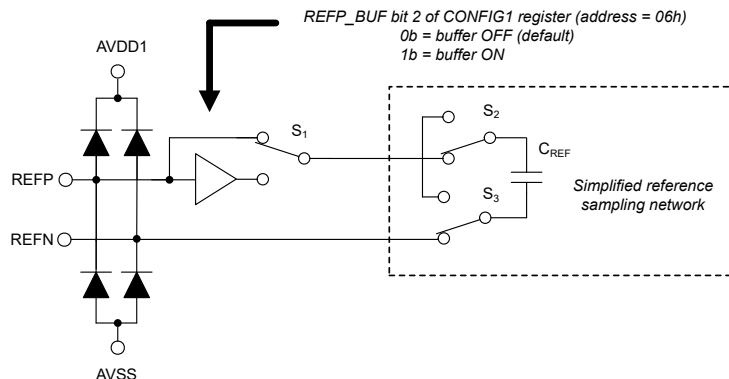 REFP_BUF bit 2 of CONFIG1 register (address = 06h)
0b = buffer OFF (default)
1b = buffer ON
AVDD1
S1
S2
CREF
REFP
Simplified reference
sampling network
S3
REFN
AVSS